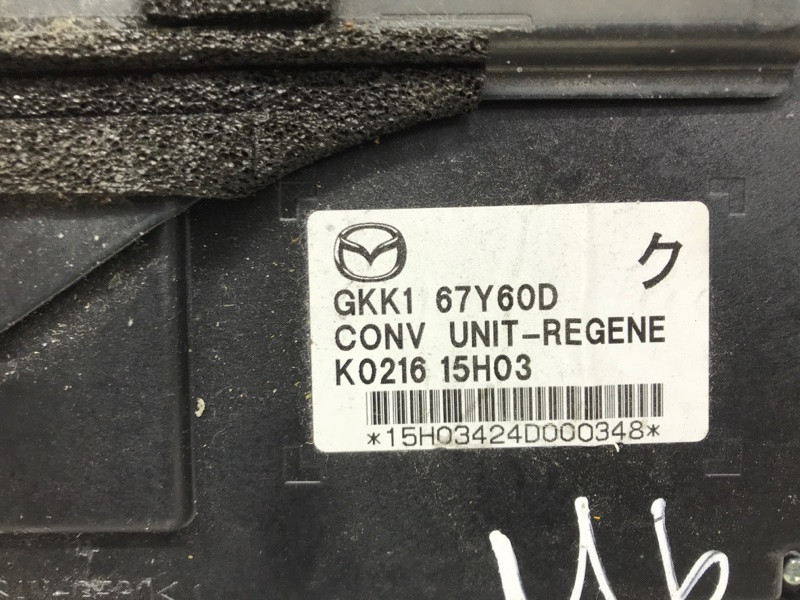 ク
GKK1 67Y60D
CONV UNIT-REGENE
K0216 15H03
*15H03424D000348*